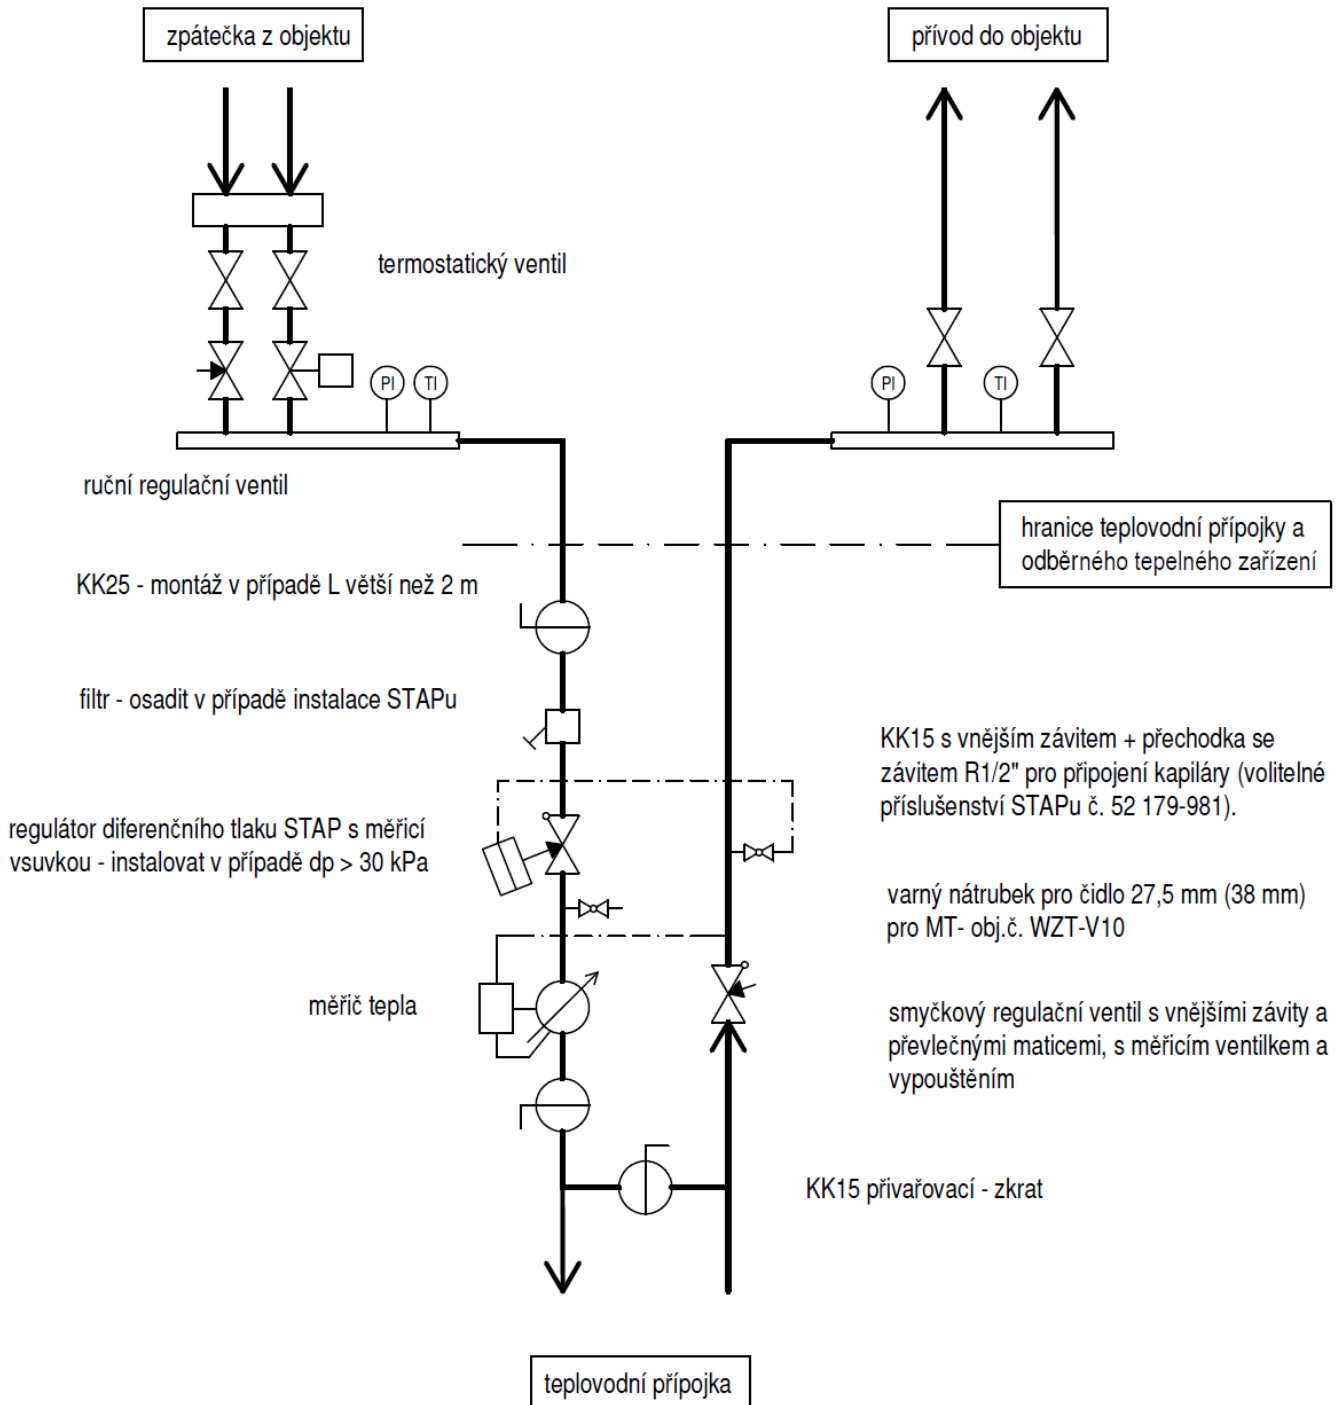 zpátečka z objektu
přívod do objektu
termostatický ventil
PI
TI
PI
TI
ruční regulační ventil
hranice teplovodní přípojky a
odběrného tepelného zařízení
KK25 - montáž v případě L větší než 2 m
filtr - osadit v případě instalace STAPu
KK15 s vnějším závitem + přechodka se
závitem R1/2" pro připojení kapiláry (volitelné
příslušenství STAPu č. 52 179-981).
regulátor diferenčního tlaku STAP s měřicí
vsuvkou - instalovat v případě dp > 30 kPa
varný nátrubek pro čidlo 27,5 mm (38 mm)
pro MT- obj.č. WZT-V10
měřič tepla
smyčkový regulační ventil s vnějšími závity a
převlečnými maticemi, s měřicím ventilkem a
vypouštěním
KK15 přivařovací - zkrat
teplovodní přípojka